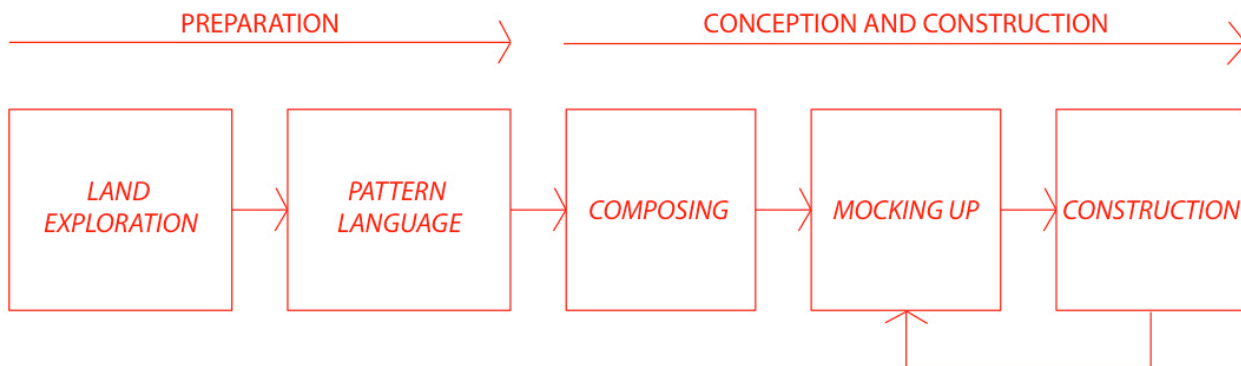 PREPARATION
CONCEPTION AND CONSTRUCTION
LAND
EXPLORATION
PATTERN
LANGUAGE
COMPOSING
MOCKING UP
CONSTRUCTION